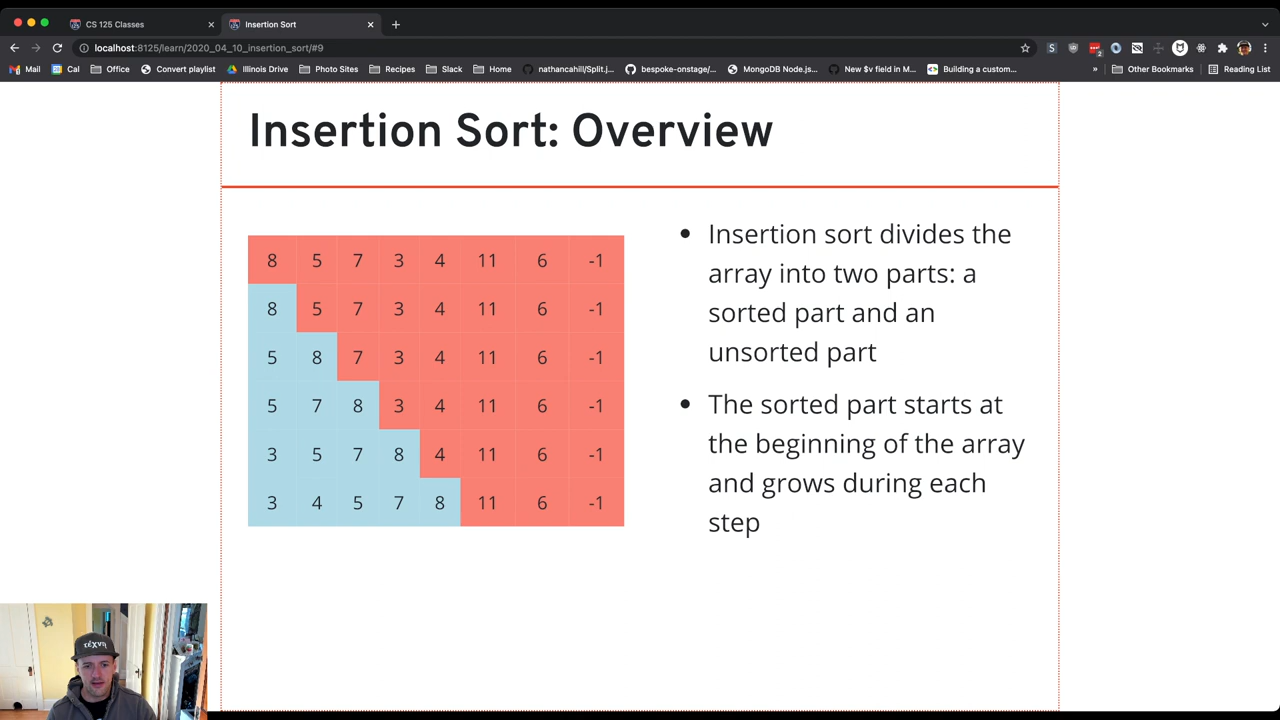 CS 125 Classes
Insertion Sort
localhost:8125/learn/2020_04_10_insertion_sort/#9
Mail Cal Office Convert playlist Illinois Drive Photo Sites Recipes Slack Home nathancahill/Split.j... bespoke-onstage/... MongoDB Node.js... New $v field in M... Building a custom... » Other Bookmarks Reading List
Insertion Sort: Overview
8 5 7 3 4 11 6 -1
8 5 7 3 4 11 6 -1
5 8 7 3 4 11 6 -1
5 7 8 3 4 11 6 -1
3 5 7 8 4 11 6 -1
3 4 5 7 8 11 6 -1
• Insertion sort divides the
array into two parts: a
sorted part and an
unsorted part
• The sorted part starts at
the beginning of the array
and grows during each
step